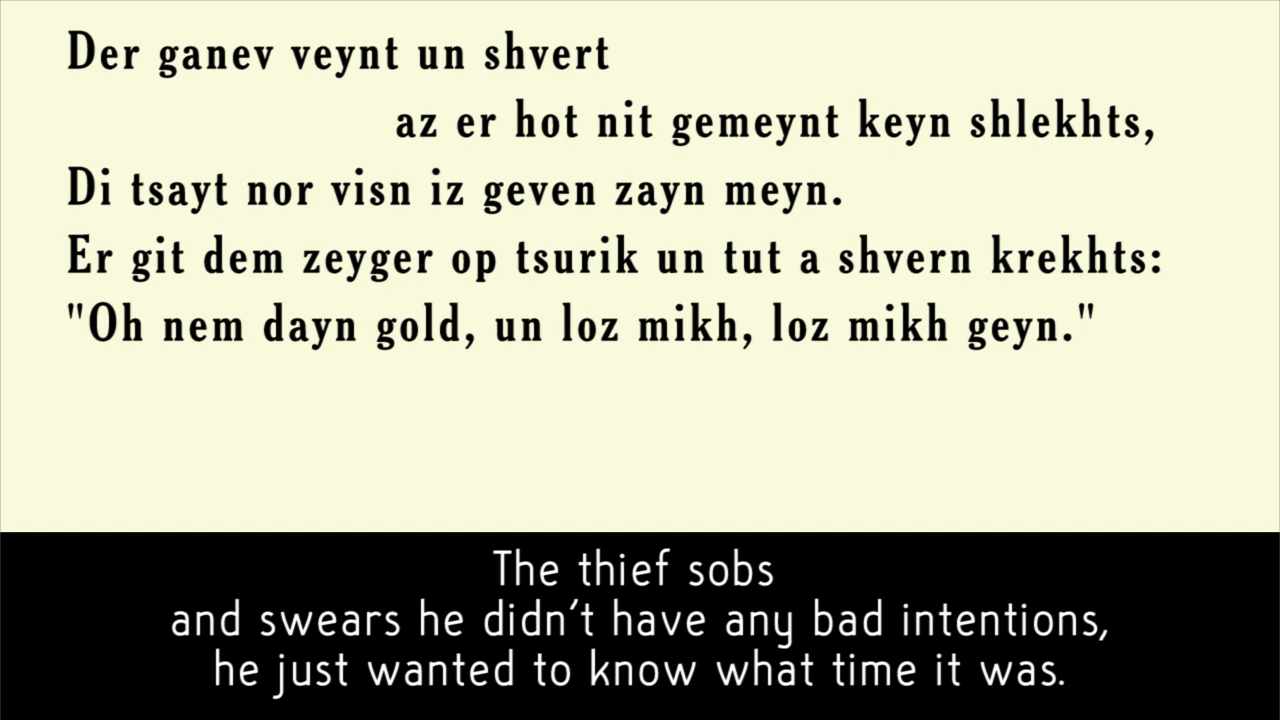 Der ganev veynt un shvert
az er hot nit gemeynt keyn shlekhts,
Di tsayt nor visn iz geven zayn meyn.
Er git dem zeyger op tsurik un tut a shvern krekhts:
"Oh nem dayn gold, un loz mikh, loz mikh geyn."
The thief sobs
and swears he didn't have any bad intentions,
he just wanted to know what time it was.